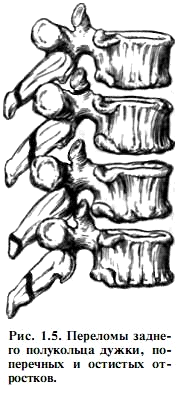 Рис. 1.5. Переломы задне-
го полукольца дужки, по-
перечных и остистых от-
ростков.